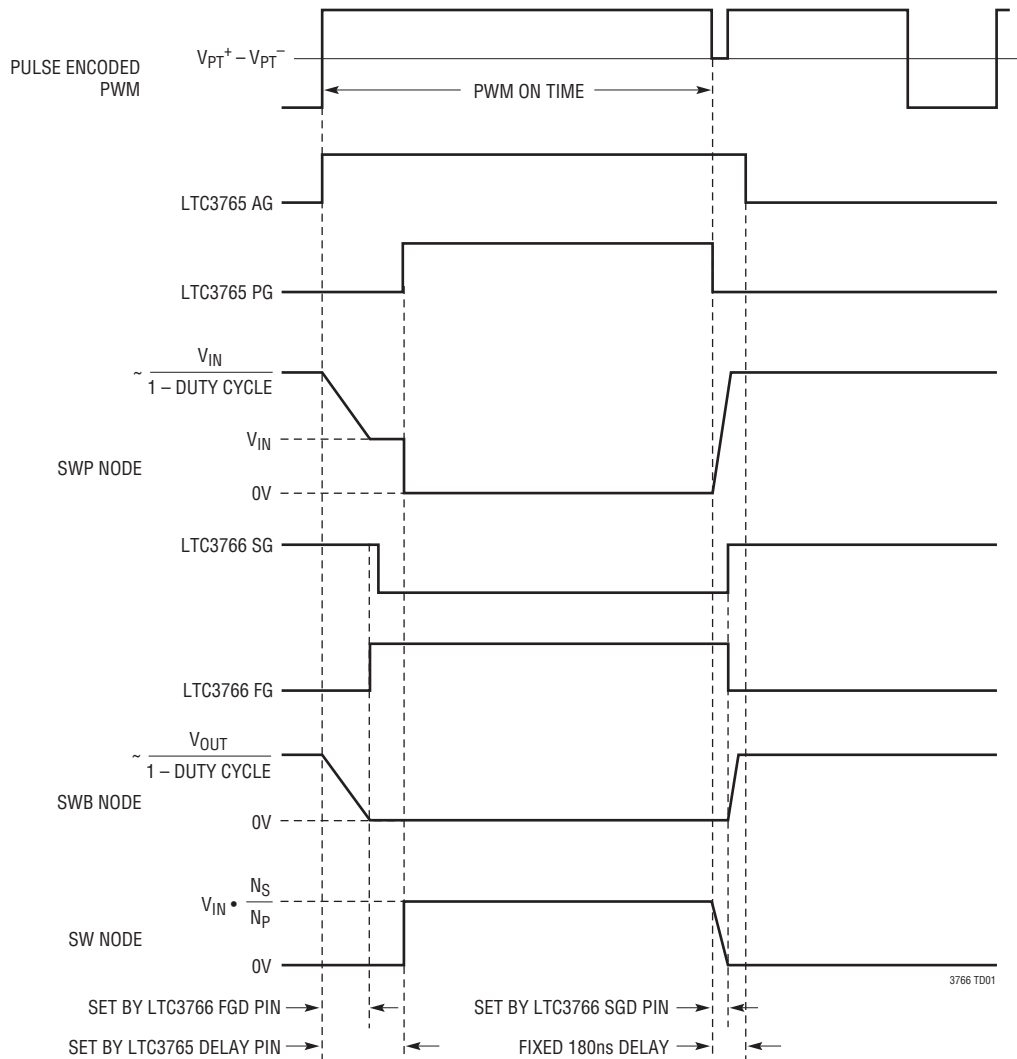 V_PT⁺ – V_PT⁻
PULSE ENCODED
PWM
PWM ON TIME
LTC3765 AG
LTC3765 PG
~ V_IN
1 – DUTY CYCLE
V_IN
SWP NODE
0V
LTC3766 SG
LTC3766 FG
~ V_OUT
1 – DUTY CYCLE
SWB NODE
0V
V_IN • N_S
N_P
SW NODE
0V
3766 TD01
SET BY LTC3766 FGD PIN
SET BY LTC3766 SGD PIN
SET BY LTC3765 DELAY PIN
FIXED 180ns DELAY